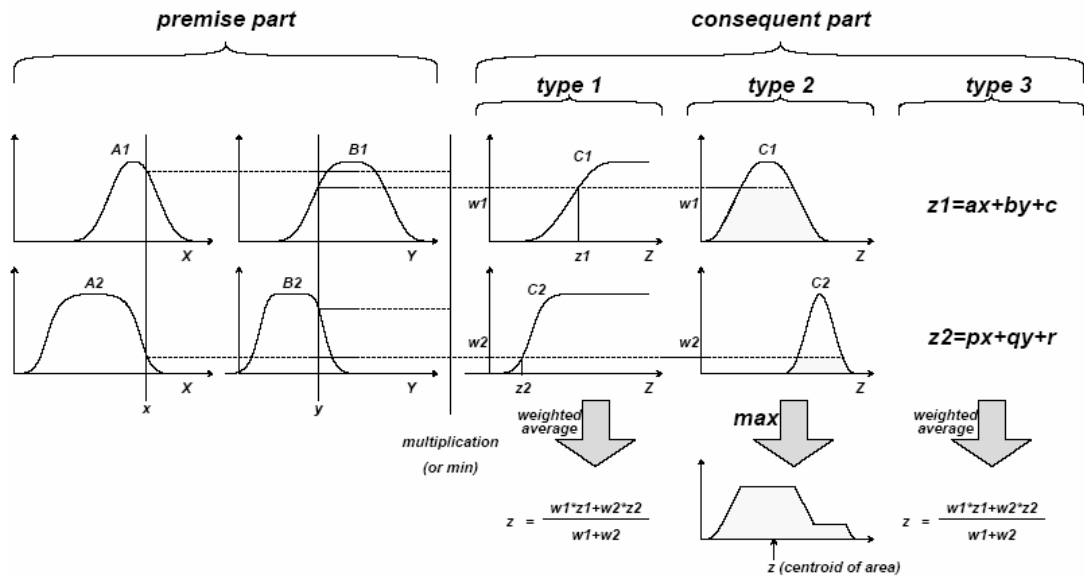 premise part
consequent part
type 1
type 2
type 3
A1
B1
C1
C1
w1
w1
z1=ax+by+c
X
Y
z1
Z
Z
A2
B2
C2
C2
w2
w2
z2=px+qy+r
X
Y
z2
Z
Z
x
y
multiplication
(or min)
weighted
average
max
weighted
average
z = w1*z1+w2*z2
w1+w2
z = w1*z1+w2*z2
w1+w2
Z
z (centroid of area)